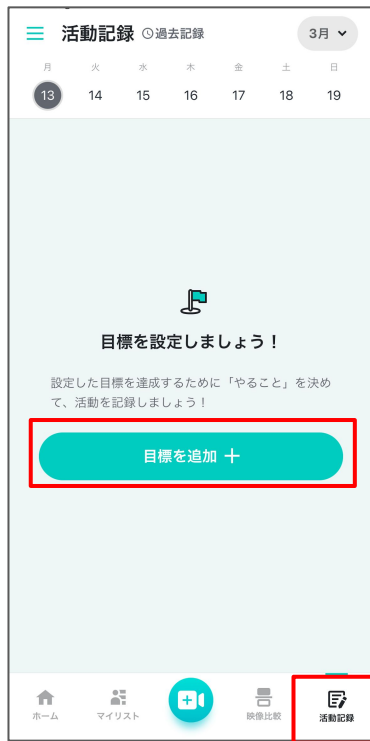 活動記録 過去記録 3月
月 火 水 木 金 土 日
13 14 15 16 17 18 19
目標を設定しましょう！
設定した目標を達成するために「やること」を決め
て、活動を記録しましょう！
目標を追加 ＋
ホーム マイリスト 映像比較 活動記録